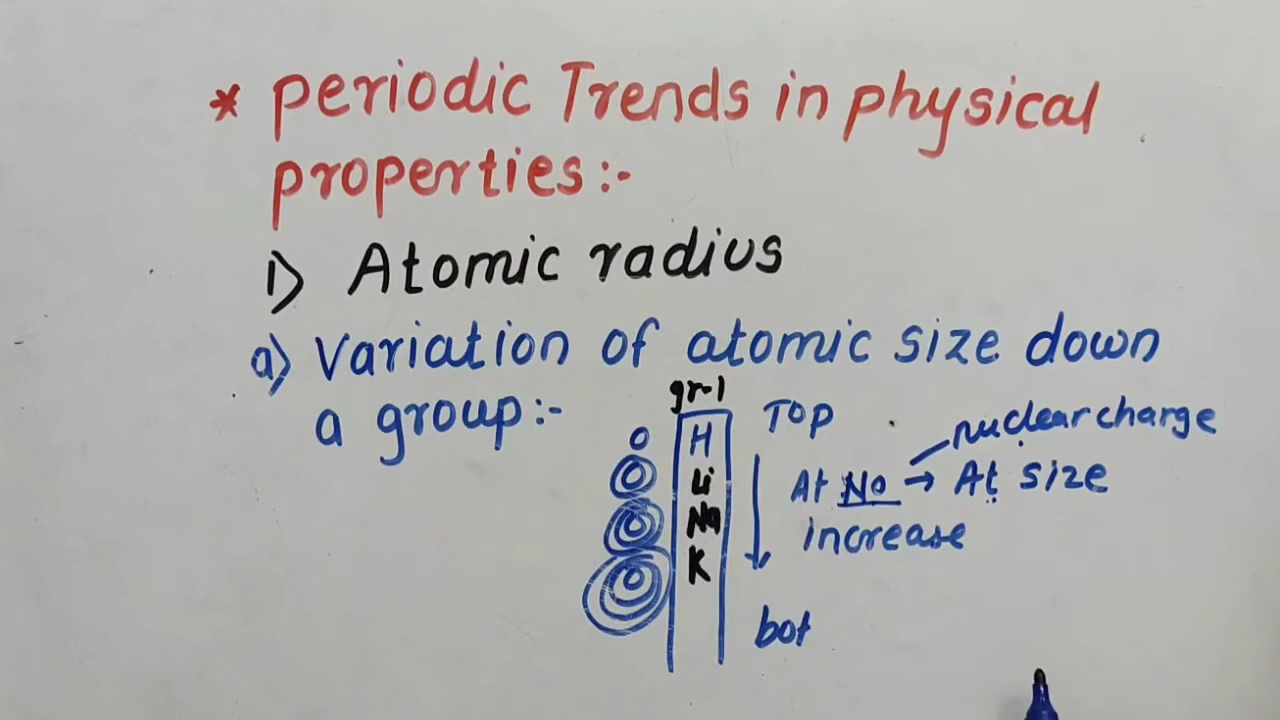 * Periodic Trends in physical
properties:-
1) Atomic radius
a) Variation of atomic size down
a group:-
gr-1
H
Li
Na
K
Top
nuclear charge
At No → At size
increase
bot